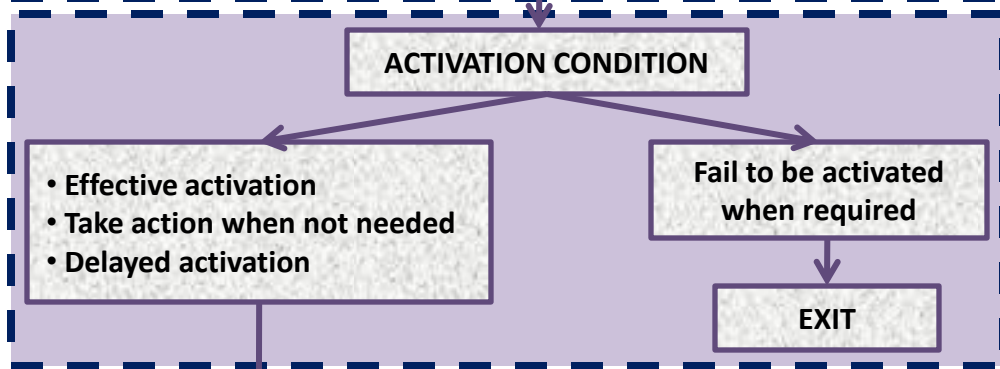 ACTIVATION CONDITION
• Effective activation
• Take action when not needed
• Delayed activation
Fail to be activated
when required
EXIT